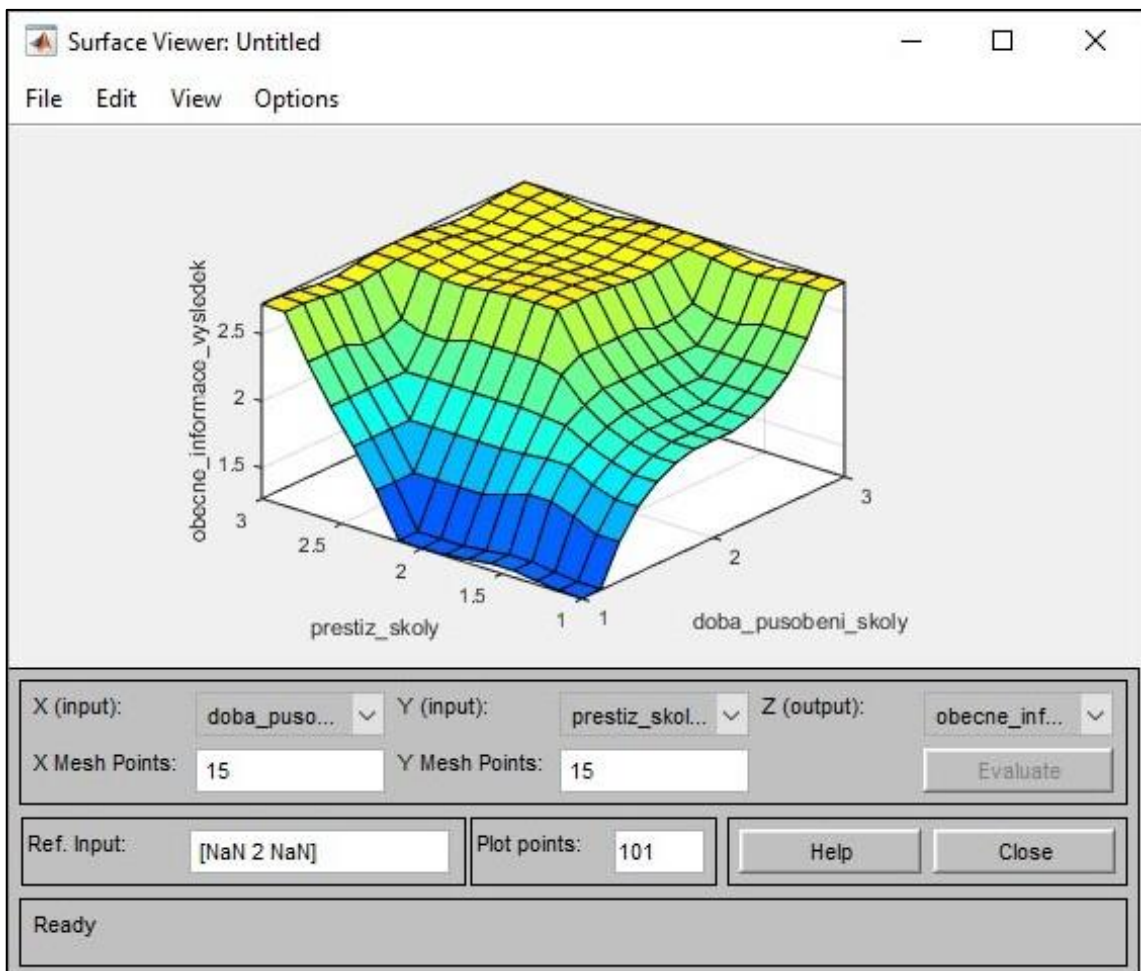 Surface Viewer: Untitled
File Edit View Options
obecne_informace_vysledek
2.5
2
1.5
3
2.5
2
1.5
1
prestiz_skoly
1
2
3
doba_pusobeni_skoly
X (input): doba_puso... Y (input): prestiz_skol... Z (output): obecne_inf...
X Mesh Points: 15 Y Mesh Points: 15 Evaluate
Ref. Input: [NaN 2 NaN] Plot points: 101 Help Close
Ready